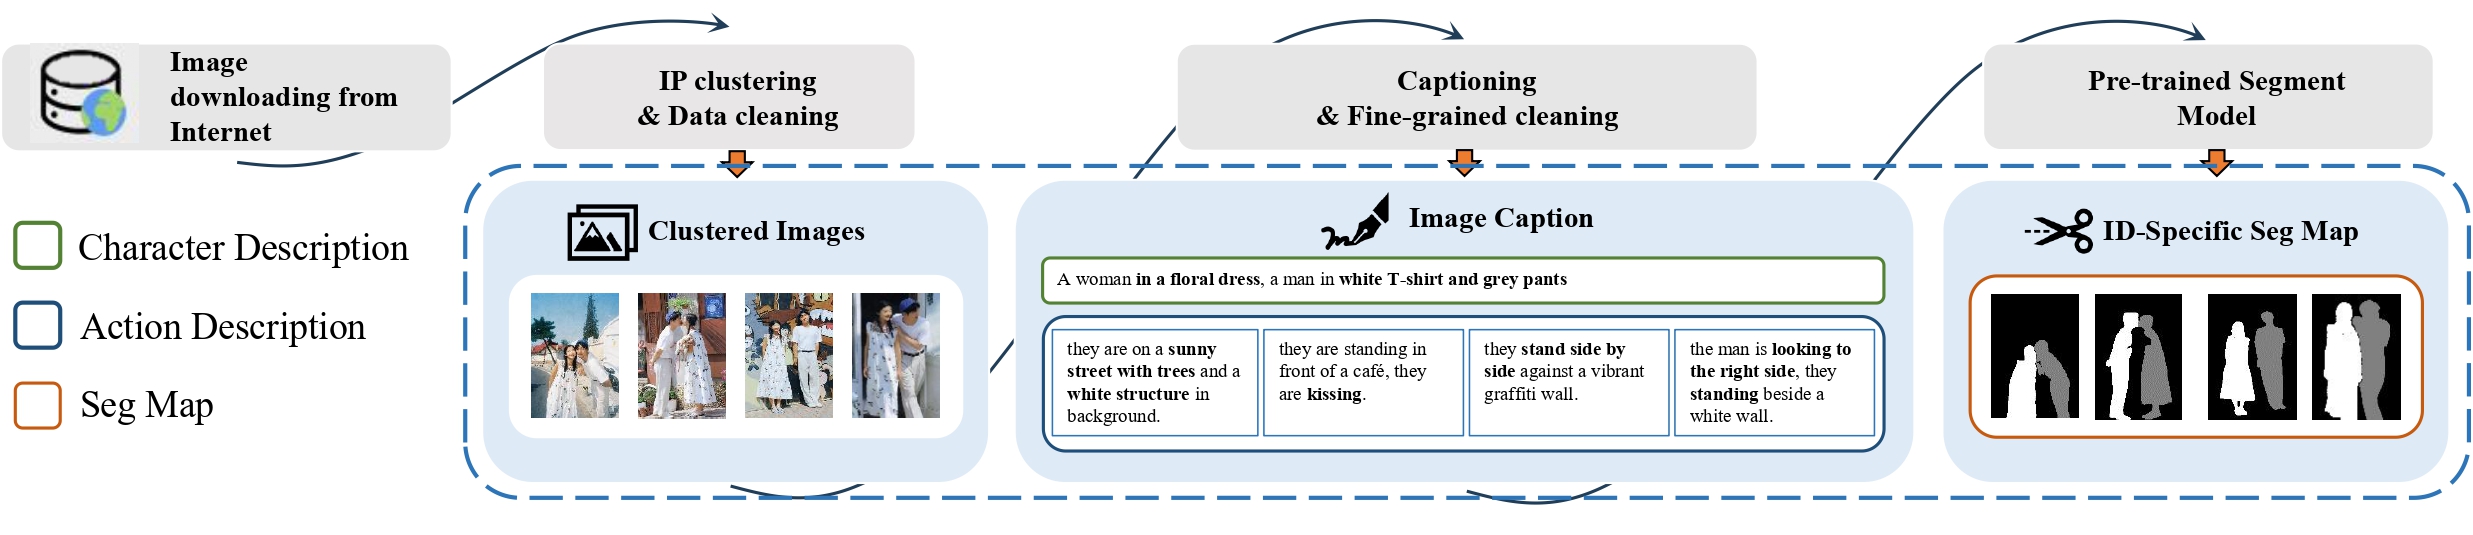 Image
downloading from
Internet
IP clustering
& Data cleaning
Captioning
& Fine-grained cleaning
Pre-trained Segment
Model
Character Description
Action Description
Seg Map
Clustered Images
Image Caption
A woman in a floral dress, a man in white T-shirt and grey pants
they are on a sunny
street with trees and a
white structure in
background.
they are standing in
front of a café, they
are kissing.
they stand side by
side against a vibrant
graffiti wall.
the man is looking to
the right side, they
standing beside a
white wall.
ID-Specific Seg Map